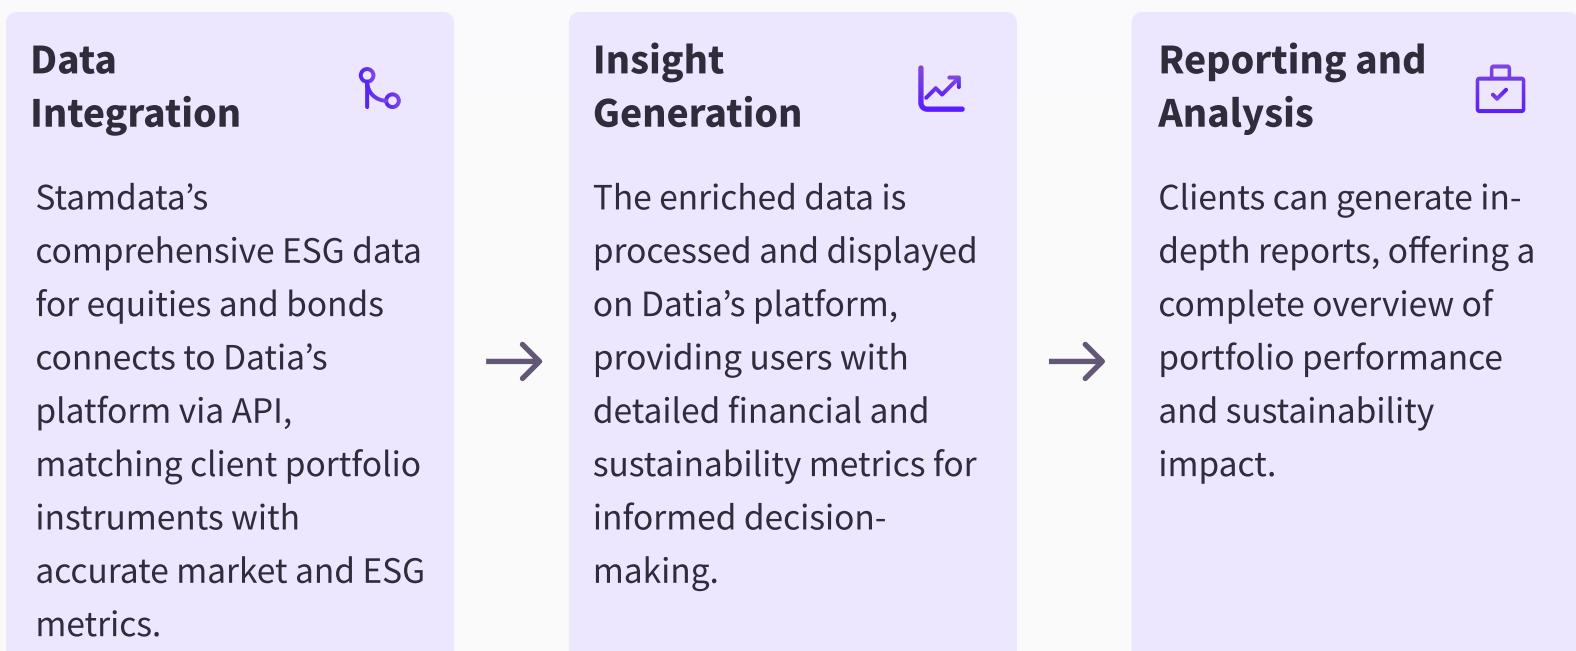 Data
Integration
Stamdata’s
comprehensive ESG data
for equities and bonds
connects to Datia’s
platform via API,
matching client portfolio
instruments with
accurate market and ESG
metrics.
Insight
Generation
The enriched data is
processed and displayed
on Datia’s platform,
providing users with
detailed financial and
sustainability metrics for
informed decision-
making.
Reporting and
Analysis
Clients can generate in-
depth reports, offering a
complete overview of
portfolio performance
and sustainability
impact.